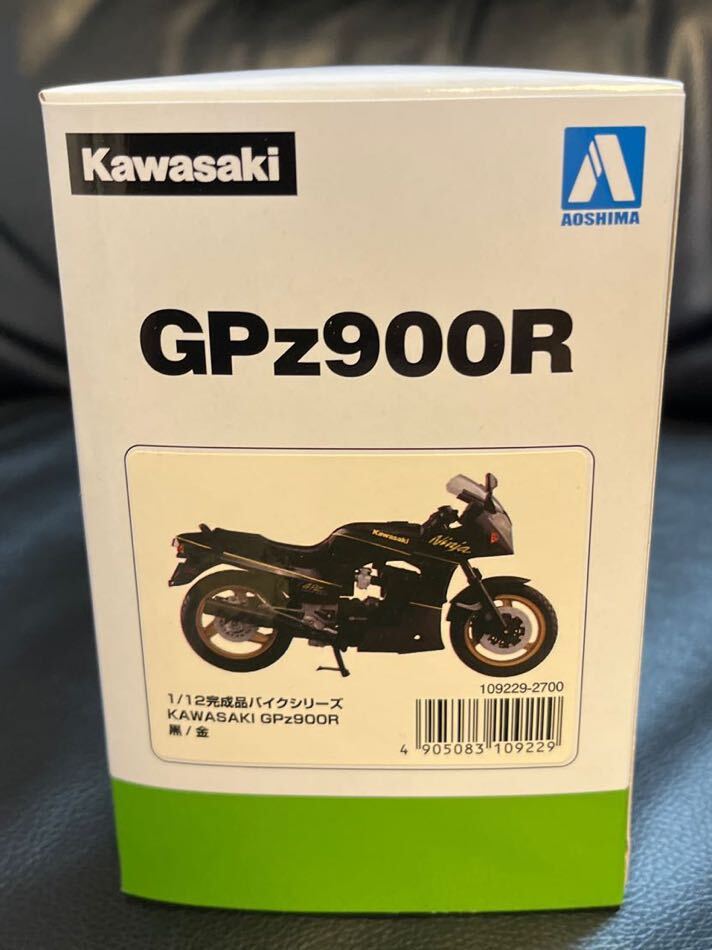 Kawasaki
AOSHIMA
GPz900R
Kawasaki
Ninja
109229-2700
1/12完成品バイクシリーズ
KAWASAKI GPz900R
黒/金
4 905083 109229